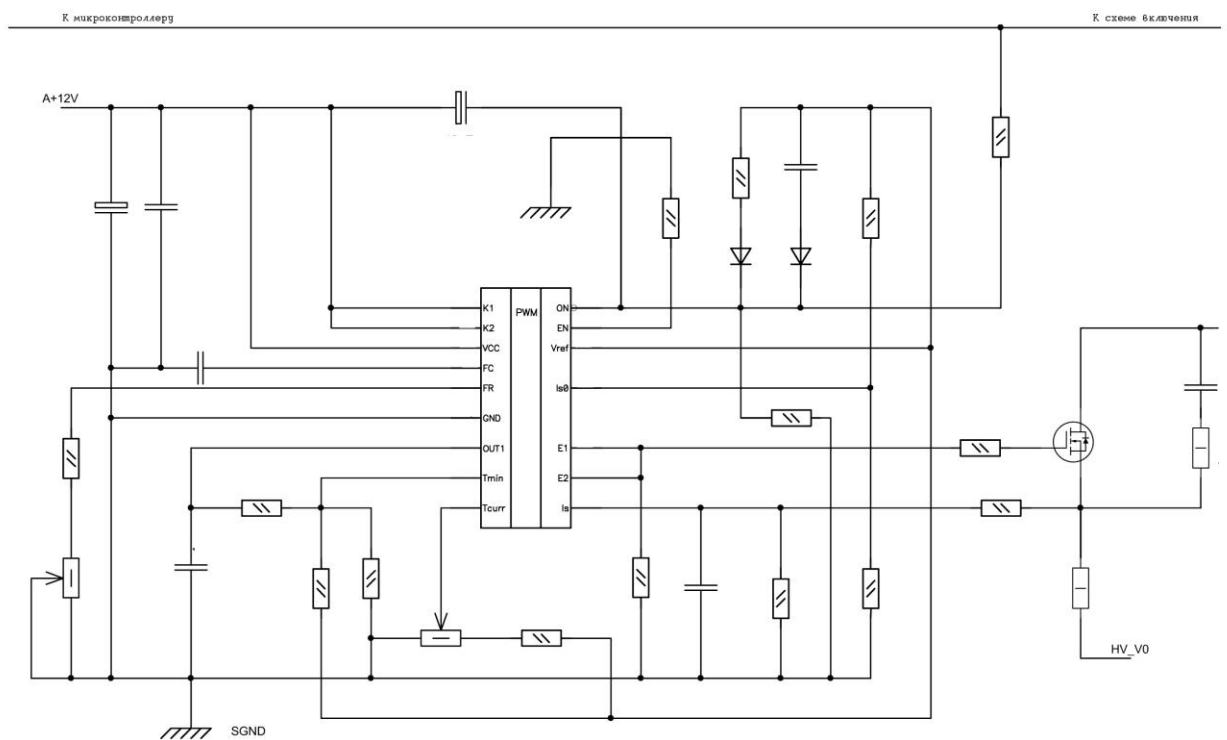 К микроконтроллеру
К схеме включения
A+12V
K1
PWM
ON
K2
EN
VCC
Vref
FC
FR
Is0
GND
OUT1
E1
Tmin
E2
Tcurr
Is
HV_V0
SGND